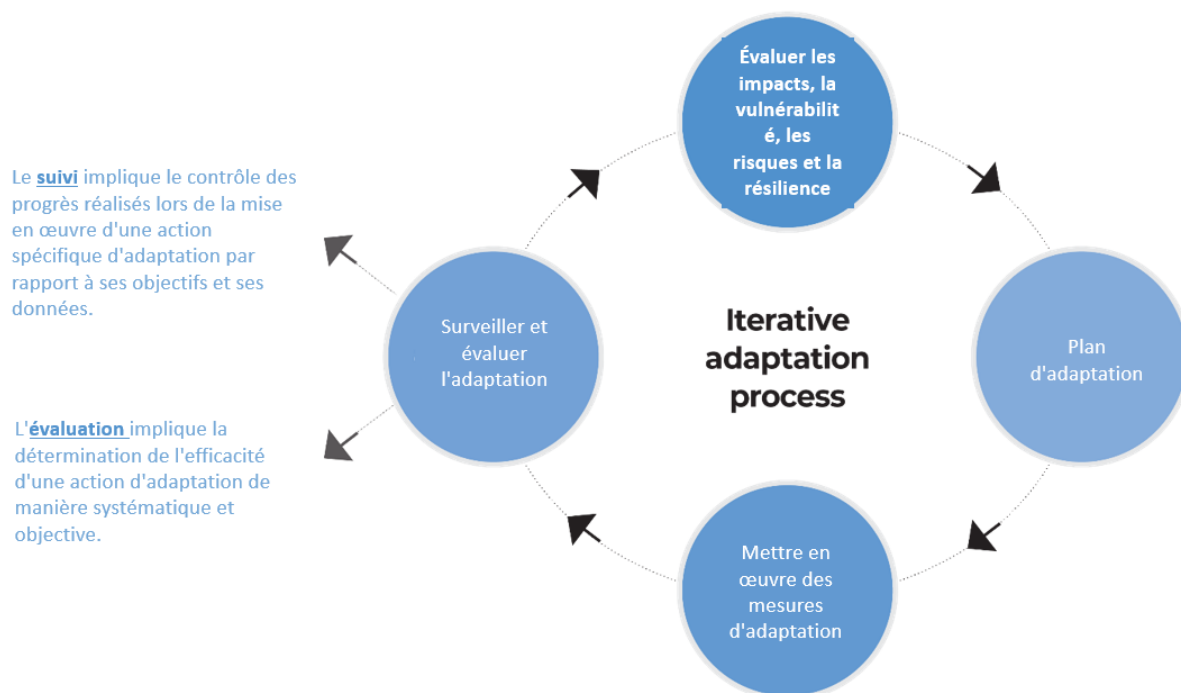 Évaluer les
impacts, la
vulnérabilit
é, les
risques et la
résilience
Le suivi implique le contrôle des
progrès réalisés lors de la mise
en œuvre d'une action
spécifique d'adaptation par
rapport à ses objectifs et ses
données.
Surveiller et
évaluer
l'adaptation
Iterative
adaptation
process
Plan
d'adaptation
L'évaluation implique la
détermination de l'efficacité
d'une action d'adaptation de
manière systématique et
objective.
Mettre en
œuvre des
mesures
d'adaptation